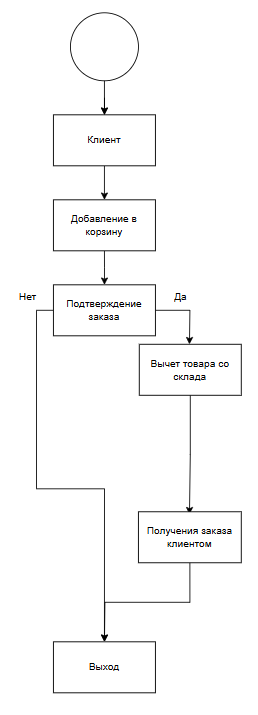 Клиент
Добавление в
корзину
Нет
Да
Подтверждение
заказа
Вычет товара со
склада
Получения заказа
клиентом
Выход